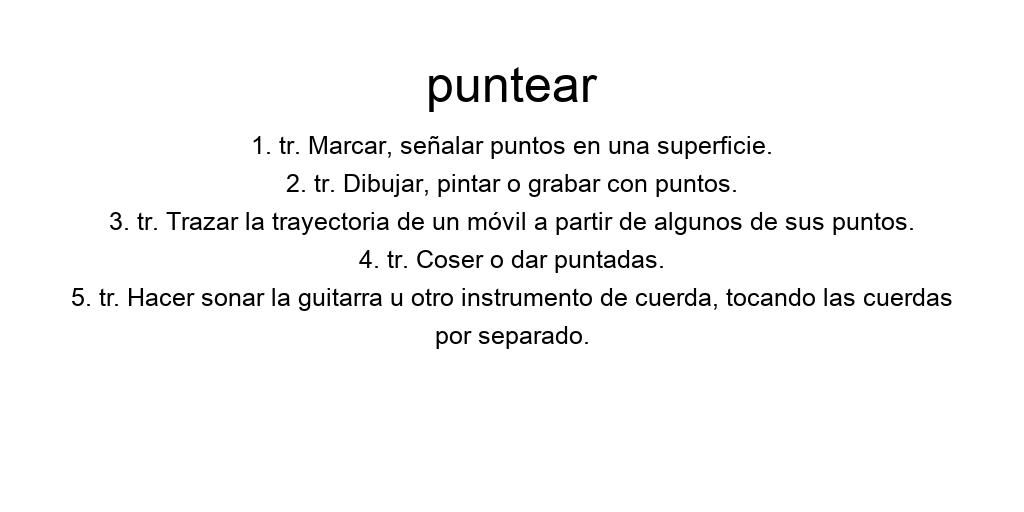 puntear
1. tr. Marcar, señalar puntos en una superficie.
2. tr. Dibujar, pintar o grabar con puntos.
3. tr. Trazar la trayectoria de un móvil a partir de algunos de sus puntos.
4. tr. Coser o dar puntadas.
5. tr. Hacer sonar la guitarra u otro instrumento de cuerda, tocando las cuerdas
por separado.